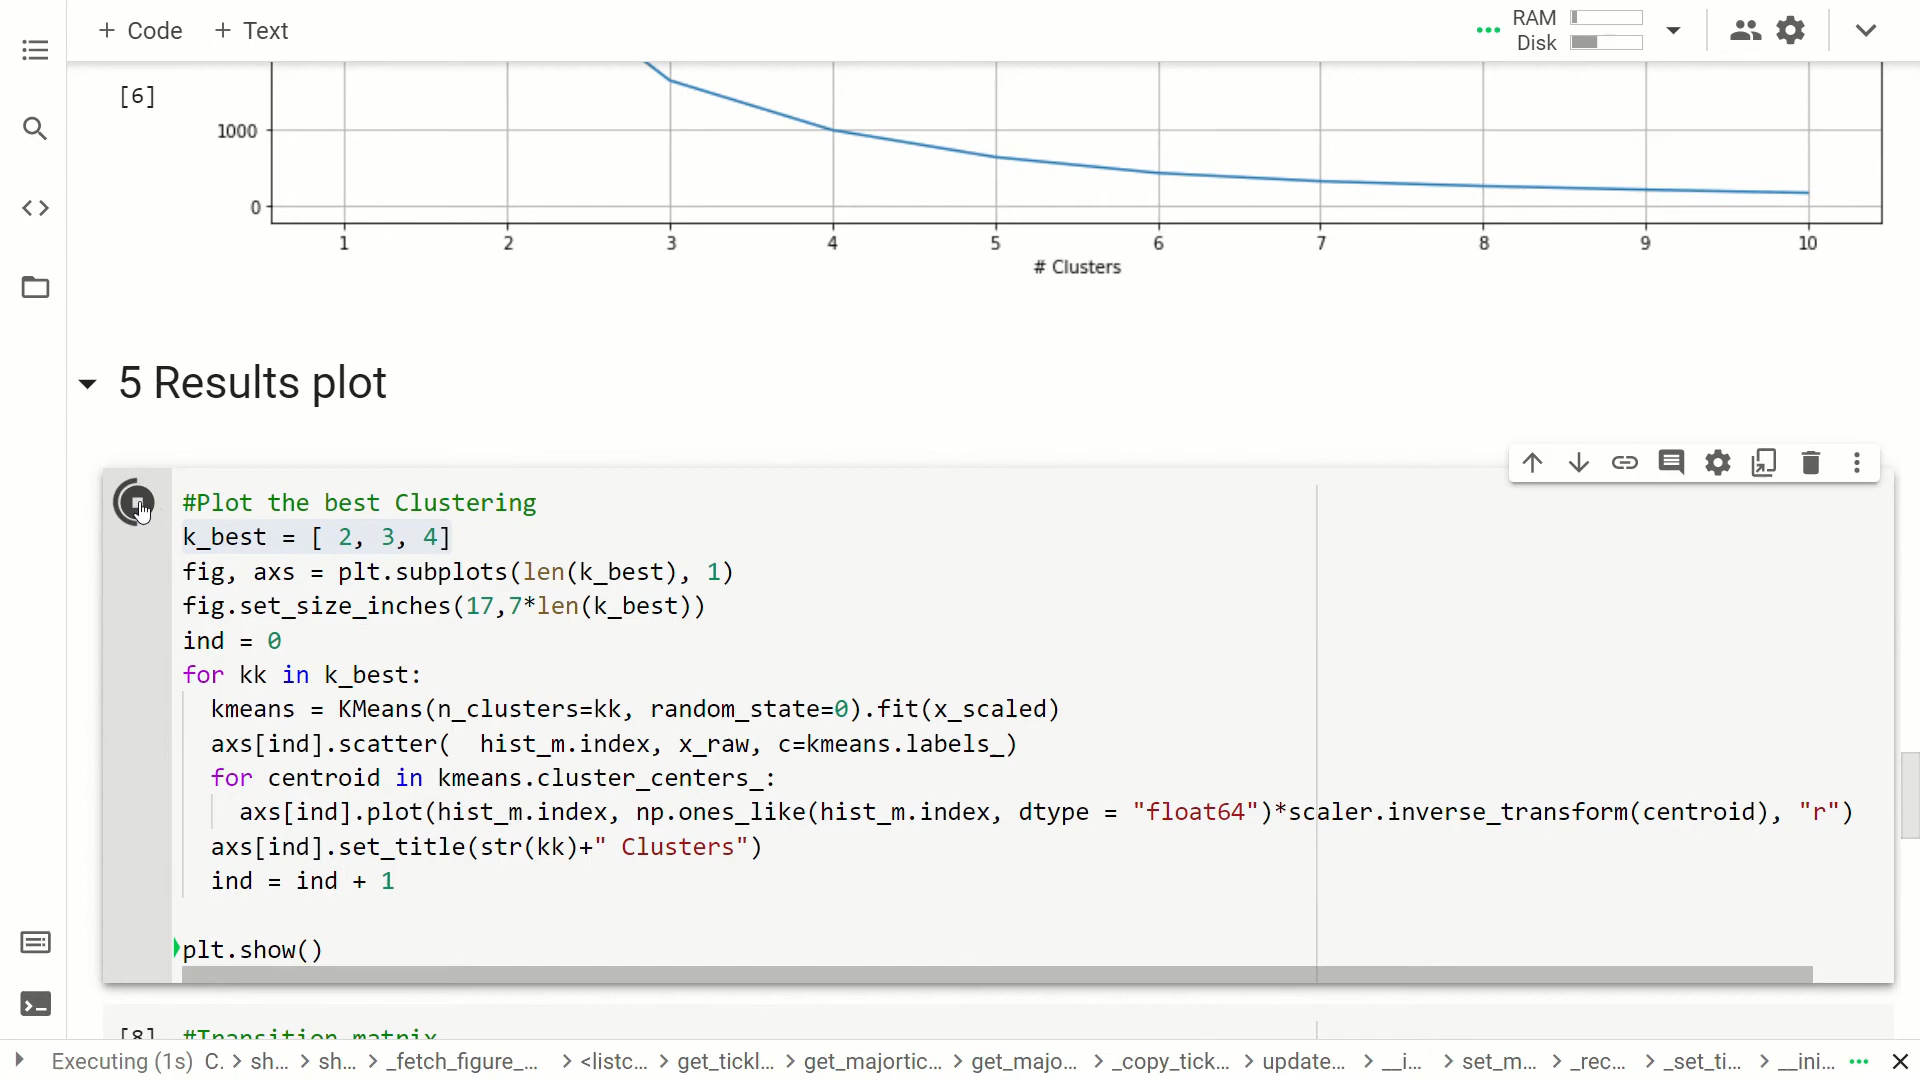 + Code + Text
RAM
Disk
[6]
1000
0
1 2 3 4 5 6 7 8 9 10
# Clusters
5 Results plot
#Plot the best Clustering
k_best = [ 2, 3, 4]
fig, axs = plt.subplots(len(k_best), 1)
fig.set_size_inches(17,7*len(k_best))
ind = 0
for kk in k_best:
kmeans = KMeans(n_clusters=kk, random_state=0).fit(x_scaled)
axs[ind].scatter(  hist_m.index, x_raw, c=kmeans.labels_)
for centroid in kmeans.cluster_centers_:
axs[ind].plot(hist_m.index, np.ones_like(hist_m.index, dtype = "float64")*scaler.inverse_transform(centroid), "r")
axs[ind].set_title(str(kk)+" Clusters")
ind = ind + 1
plt.show()
[8] #Transition matrix
Executing (1s) C. > sh... > sh... > _fetch_figure_... > <listc... > get_tickl... > get_majortic... > get_majo... > _copy_tick... > update... > __i... > set_m... > _rec... > _set_ti... > __ini...